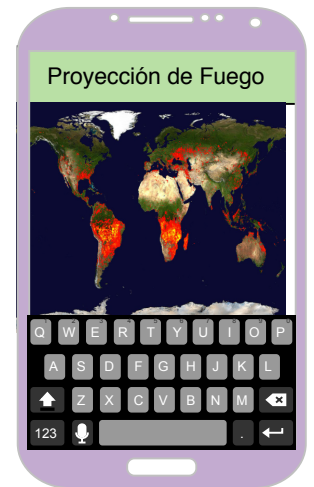 Proyección de Fuego
Q W E R T Y U I O P
A S D F G H J K L
Z X C V B N M
123 .